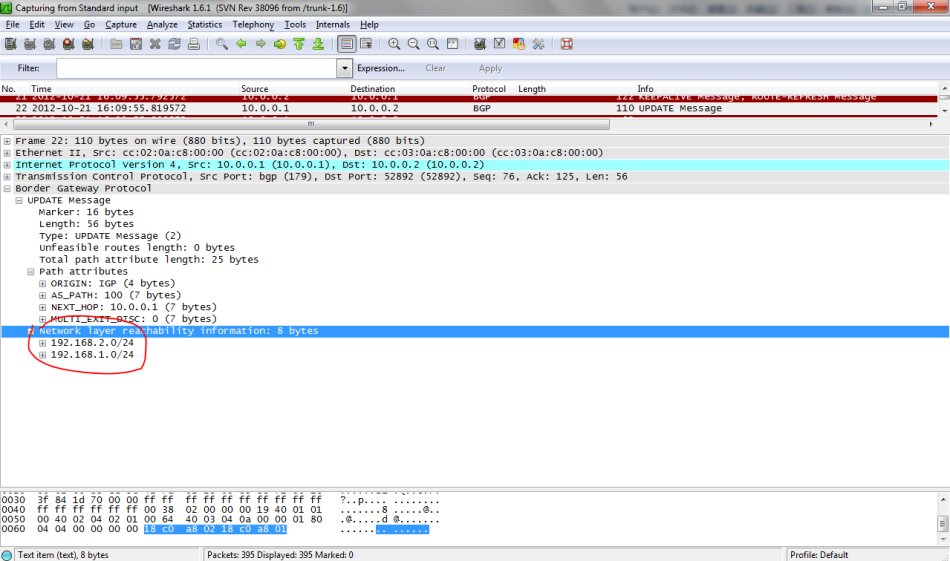 Capturing from Standard input [Wireshark 1.6.1 (SVN Rev 38096 from /trunk-1.6)]
File Edit View Go Capture Analyze Statistics Telephony Tools Internals Help
Filter: Expression... Clear Apply
No. Time Source Destination Protocol Length Info
21 2012-10-21 16:09:55.792572 10.0.0.2 10.0.0.1 BGP 122 KEEPALIVE Message, ROUTE-REFRESH Message
22 2012-10-21 16:09:55.819572 10.0.0.1 10.0.0.2 BGP 110 UPDATE Message
Frame 22: 110 bytes on wire (880 bits), 110 bytes captured (880 bits)
Ethernet II, Src: cc:02:0a:c8:00:00 (cc:02:0a:c8:00:00), Dst: cc:03:0a:c8:00:00 (cc:03:0a:c8:00:00)
Internet Protocol Version 4, Src: 10.0.0.1 (10.0.0.1), Dst: 10.0.0.2 (10.0.0.2)
Transmission Control Protocol, Src Port: bgp (179), Dst Port: 52892 (52892), Seq: 76, Ack: 125, Len: 56
Border Gateway Protocol
UPDATE Message
Marker: 16 bytes
Length: 56 bytes
Type: UPDATE Message (2)
Unfeasible routes length: 0 bytes
Total path attribute length: 25 bytes
Path attributes
ORIGIN: IGP (4 bytes)
AS_PATH: 100 (7 bytes)
NEXT_HOP: 10.0.0.1 (7 bytes)
MULTI_EXIT_DISC: 0 (7 bytes)
Network layer reachability information: 8 bytes
192.168.2.0/24
192.168.1.0/24
0030 3f 84 1d 70 00 00 ff ff ff ff ff ff ff ff ff ff ?..p.... ........
0040 ff ff ff ff ff ff 00 38 02 00 00 00 19 40 01 01 .......8 .....@..
0050 00 40 02 04 02 01 00 64 40 03 04 0a 00 00 01 80 .@.....d @.......
0060 04 04 00 00 00 00 18 c0 a8 02 18 c0 a8 01 ........ ......
Text item (text), 8 bytes Packets: 395 Displayed: 395 Marked: 0 Profile: Default